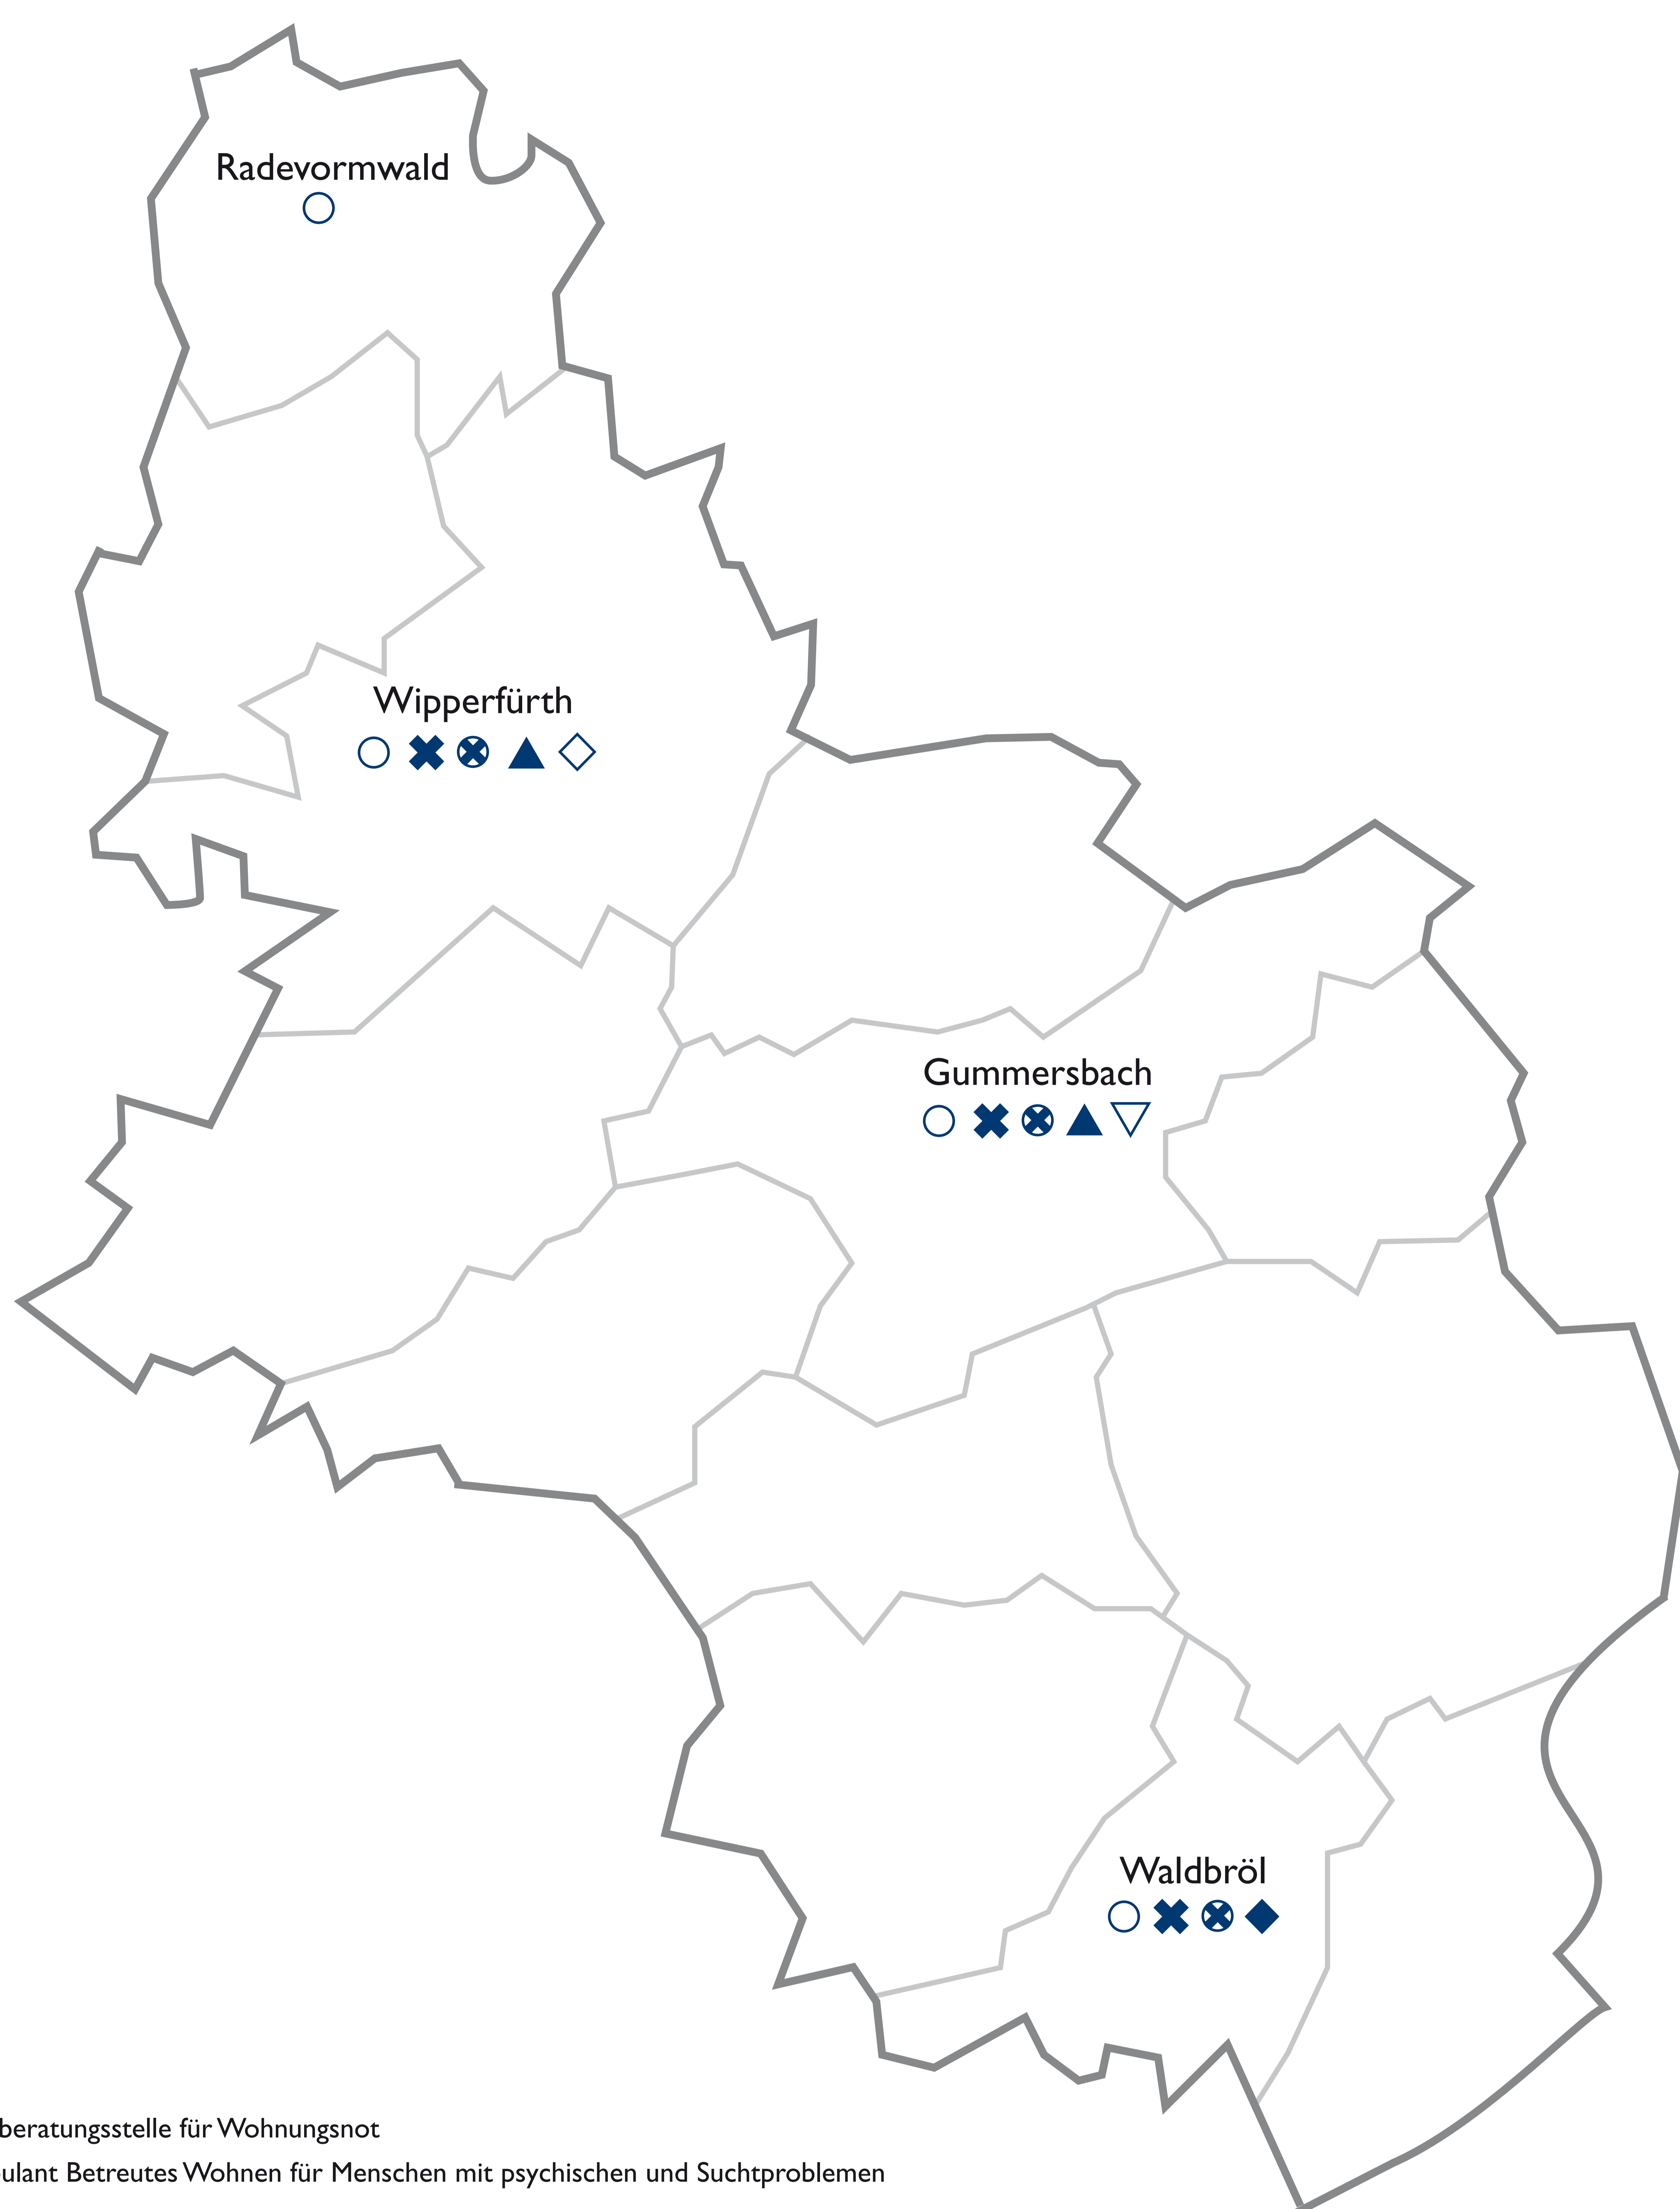 Radevormwald
Wipperfürth
Gummersbach
Waldbröl
beratungsstelle für Wohnungsnot
ulant Betreutes Wohnen für Menschen mit psychischen und Suchtproblemen